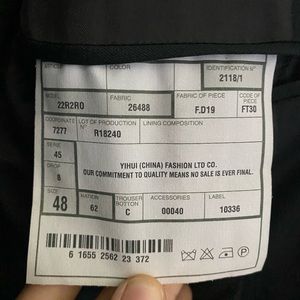 ARTICLE COLOR IDENTIFICATION N°
2118/1
MODEL FABRIC FABRIC OF PIECE CODE OF PIECE
22R2R0 26488 F.D19 FT30
COORDINATE LOT OF PRODUCTION LINING COMPOSITION
7277 R18240
SERIE
45
DROP
8
YIHUI (CHINA) FASHION LTD CO.
OUR COMMITMENT TO QUALITY MEANS NO SALE IS EVER FINAL.
SIZE NATION TROUSER BOTTOM ACCESSORIES LABEL
48 62 C 00040 10336
6 1655 2562 23 372